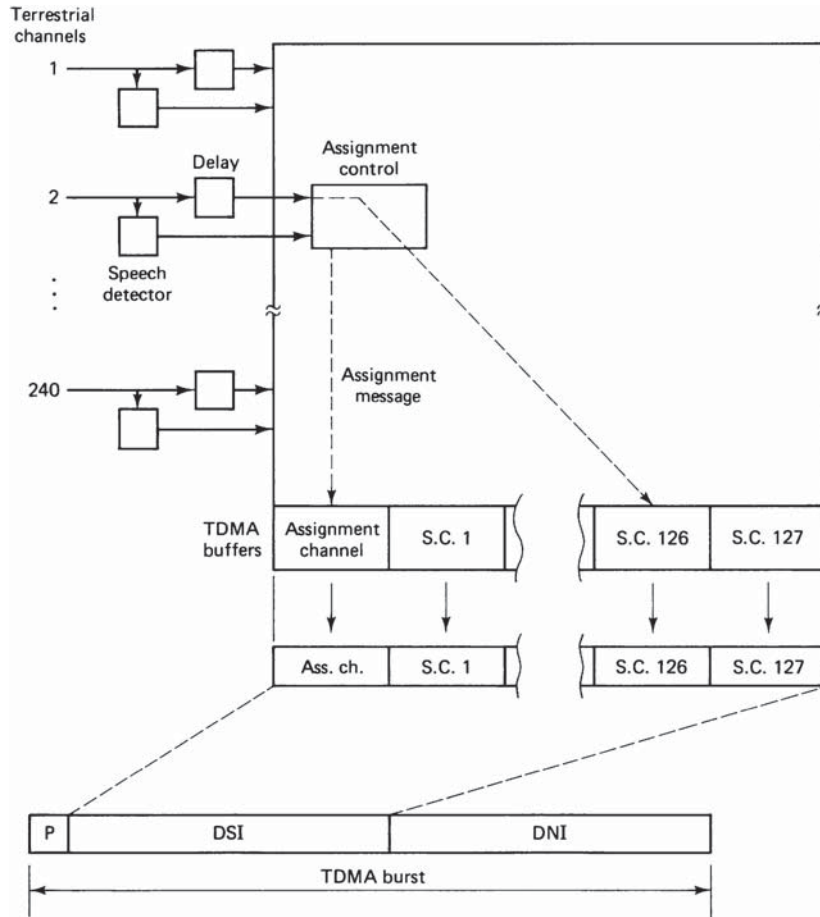 Terrestrial
channels
1
Delay
Assignment
control
2
Speech
detector
240
Assignment
message
TDMA
buffers
Assignment
channel
S.C. 1
S.C. 126
S.C. 127
Ass. ch.
S.C. 1
S.C. 126
S.C. 127
P
DSI
DNI
TDMA burst